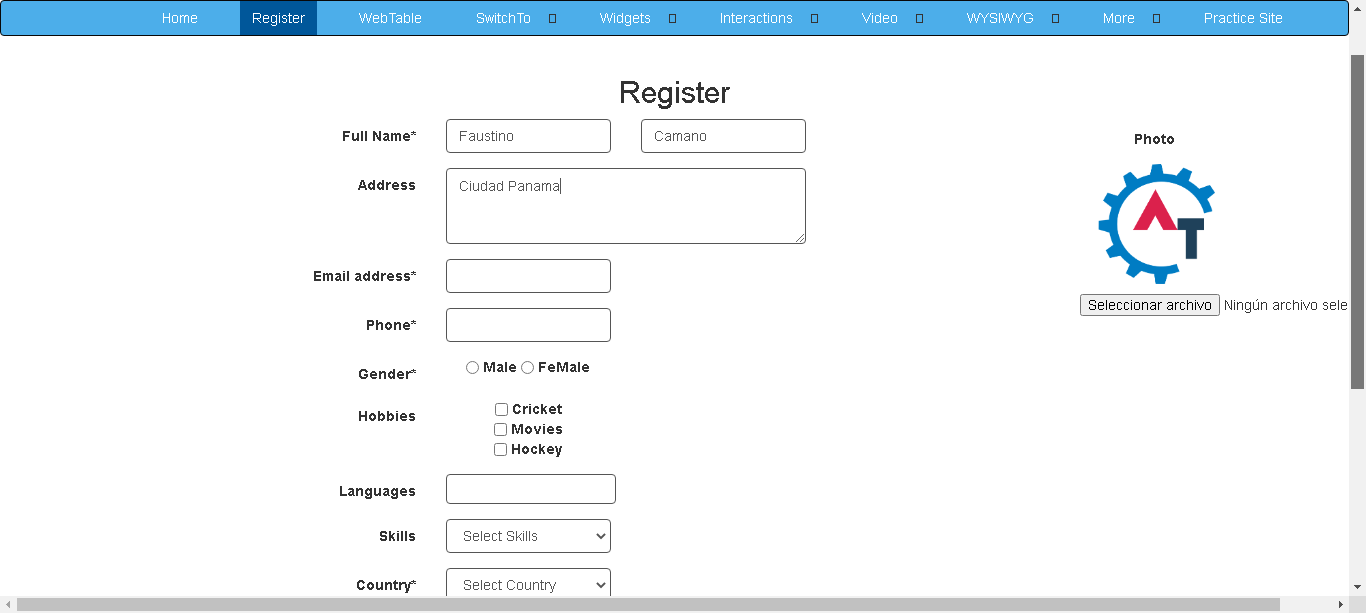 Home Register WebTable SwitchTo Widgets Interactions Video WYSIWYG More Practice Site
Register
Full Name* Faustino Camano
Photo
Address Ciudad Panama
AT
Email address*
Seleccionar archivo Ningún archivo sele
Phone*
Gender* Male FeMale
Hobbies Cricket
Movies
Hockey
Languages
Skills Select Skills
Country* Select Country